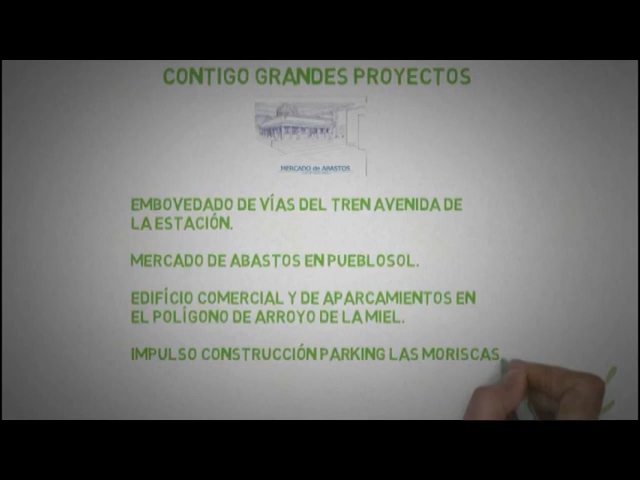 CONTIGO GRANDES PROYECTOS
MERCADO de ABASTOS
EMBOVEDADO DE VÍAS DEL TREN AVENIDA DE
LA ESTACIÓN.
MERCADO DE ABASTOS EN PUEBLOSOL.
EDIFÍCIO COMERCIAL Y DE APARCAMIENTOS EN
EL POLÍGONO DE ARROYO DE LA MIEL.
IMPULSO CONSTRUCCIÓN PARKING LAS MORISCAS